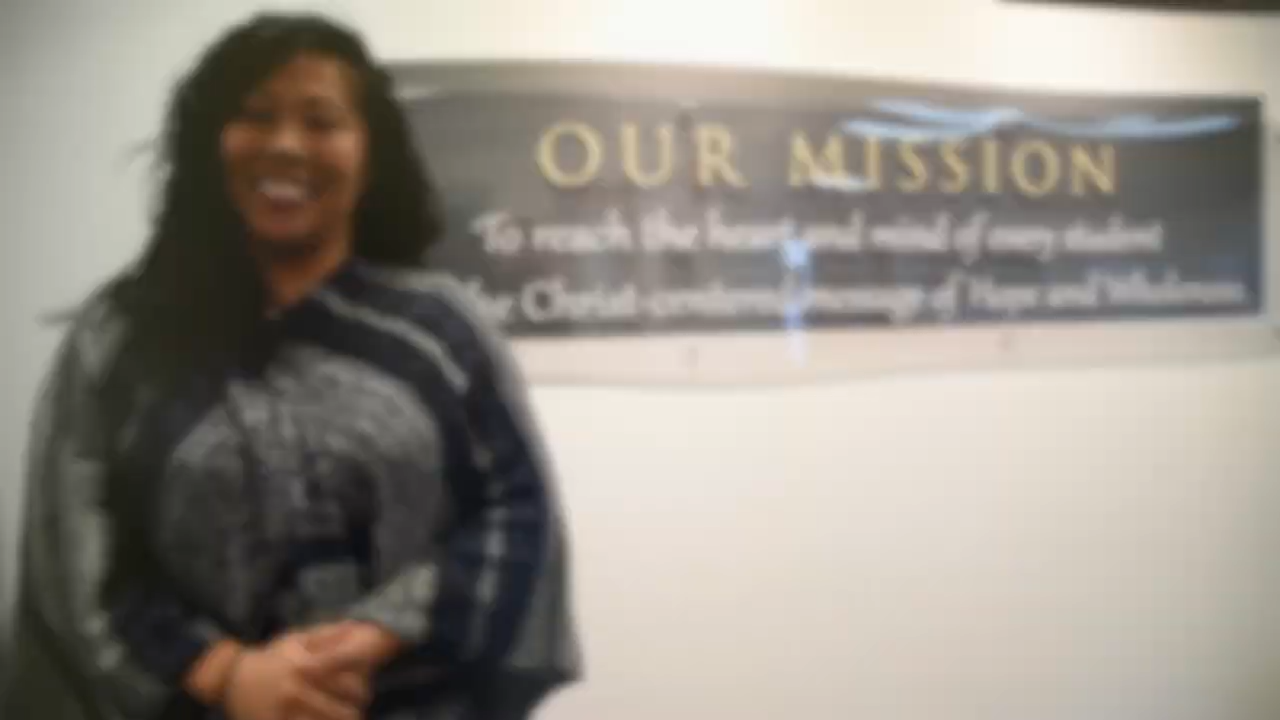 OUR MISSION
To reach the heart and mind of every student
Christ-centered message of Hope and Wholeness